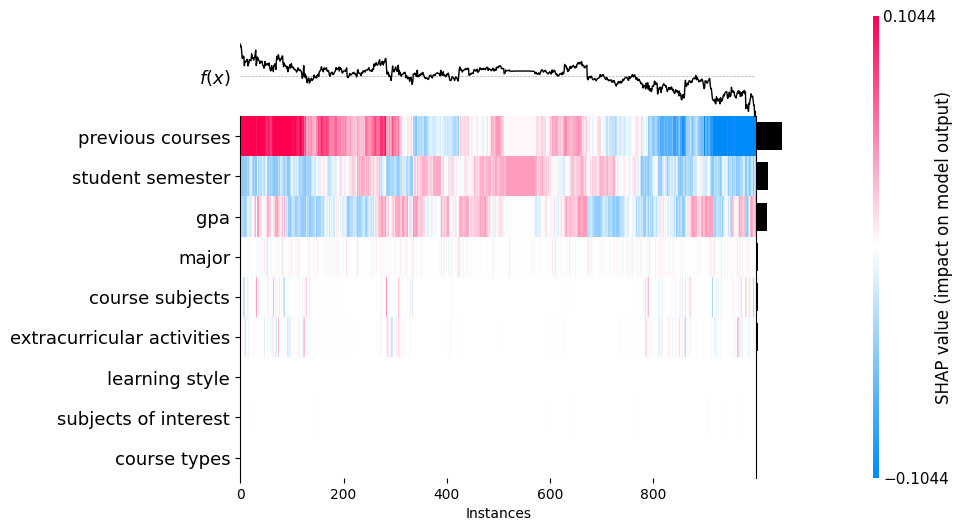 0.1044
f(x)
previous courses
student semester
gpa
major
course subjects
extracurricular activities
learning style
subjects of interest
course types
0 200 400 600 800
Instances
SHAP value (impact on model output)
−0.1044